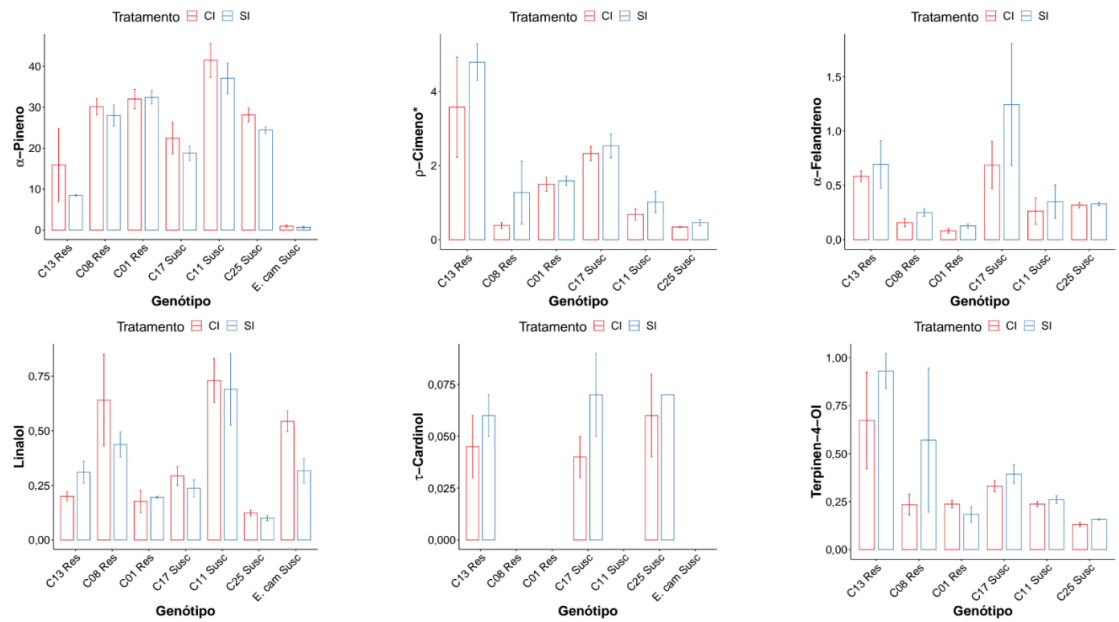 Tratamento CI SI
α-Pineno
40
30
20
10
0
C13 Res C08 Res C01 Res C17 Susc C11 Susc C25 Susc E. cam Susc
Genótipo
Tratamento CI SI
ρ-Cimeno*
4
2
0
C13 Res C08 Res C01 Res C17 Susc C11 Susc C25 Susc
Genótipo
Tratamento CI SI
α-Felandreno
1,5
1,0
0,5
0,0
C13 Res C08 Res C01 Res C17 Susc C11 Susc C25 Susc
Genótipo
Tratamento CI SI
Linalol
0,75
0,50
0,25
0,00
C13 Res C08 Res C01 Res C17 Susc C11 Susc C25 Susc E. cam Susc
Genótipo
Tratamento CI SI
τ-Cardinol
0,075
0,050
0,025
0,000
C13 Res C08 Res C01 Res C17 Susc C11 Susc C25 Susc E. cam Susc
Genótipo
Tratamento CI SI
Terpinen-4-Ol
1,00
0,75
0,50
0,25
0,00
C13 Res C08 Res C01 Res C17 Susc C11 Susc C25 Susc
Genótipo